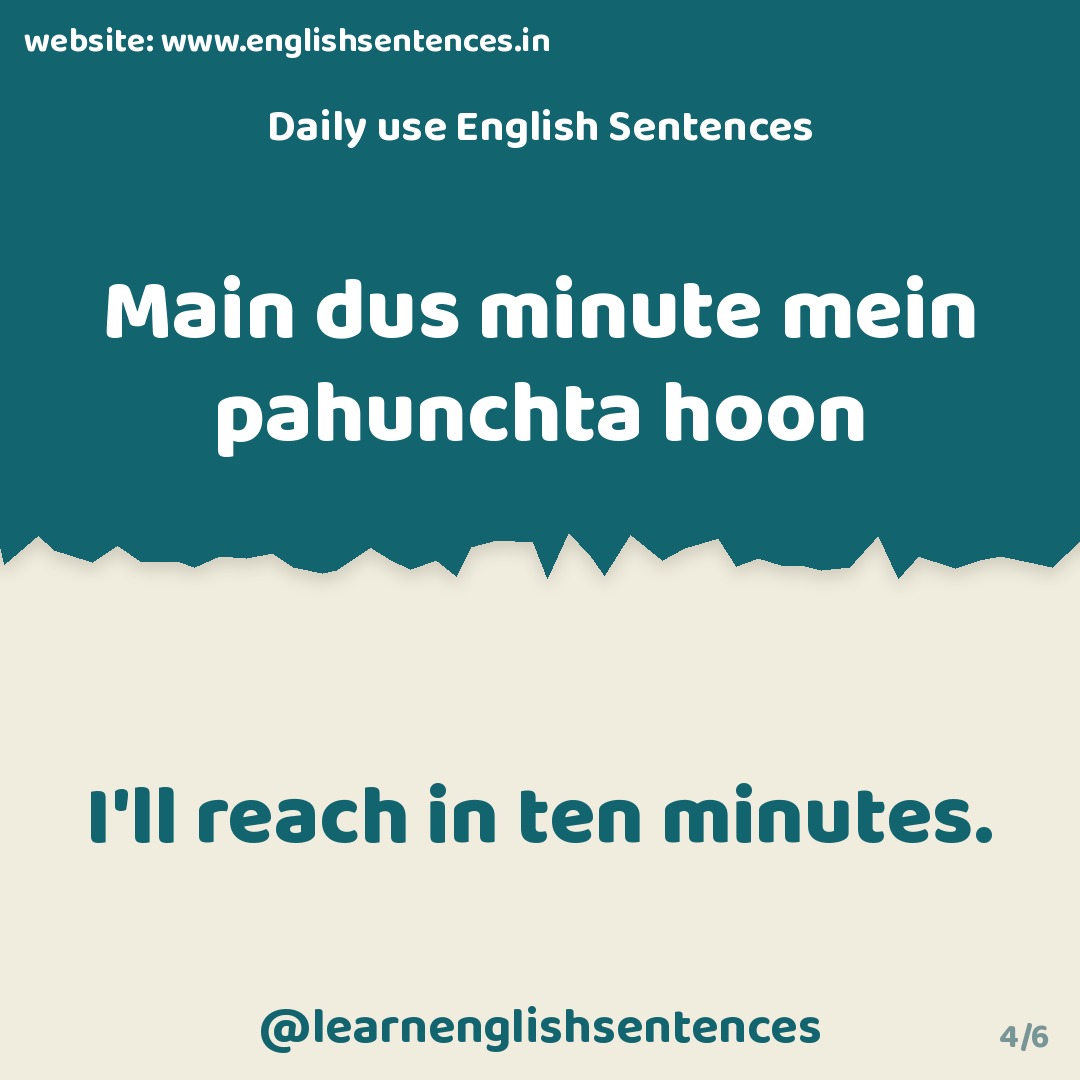 website: www.englishsentences.in
Daily use English Sentences
Main dus minute mein
pahunchta hoon
I'll reach in ten minutes.
@learnenglishsentences
4/6